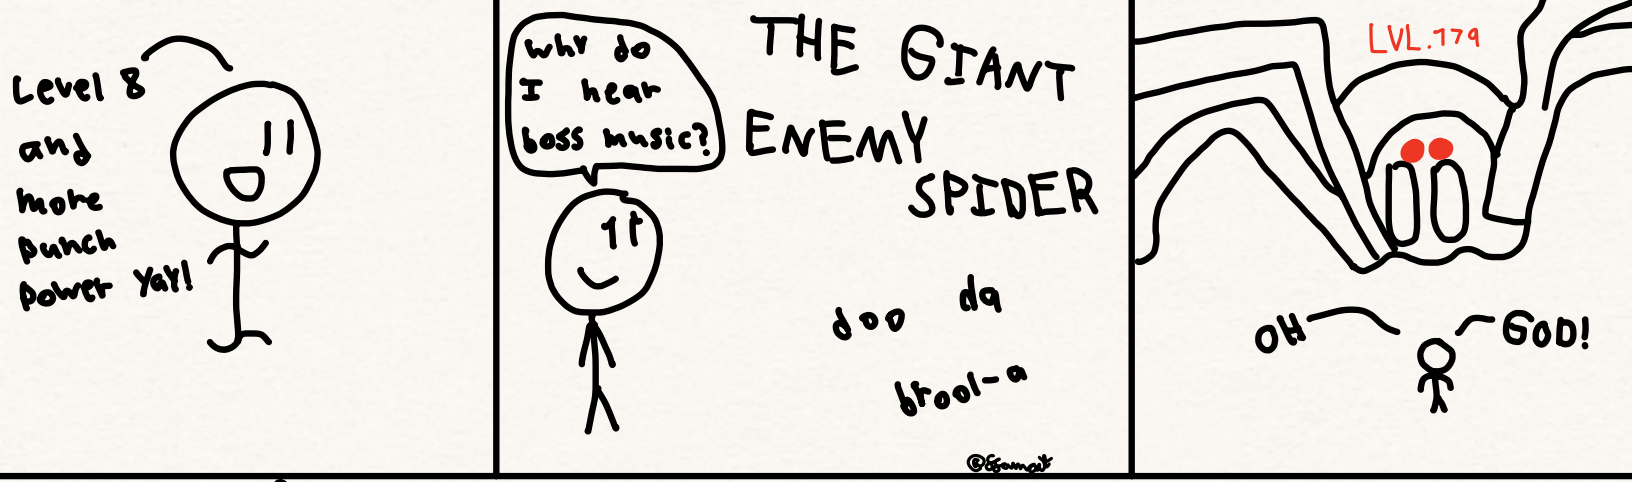 Level 8
and
more
punch
power yay!
why do
I hear
boss music?
THE GIANT
ENEMY
SPIDER
doo da
brool-a
LVL.779
OH GOD!